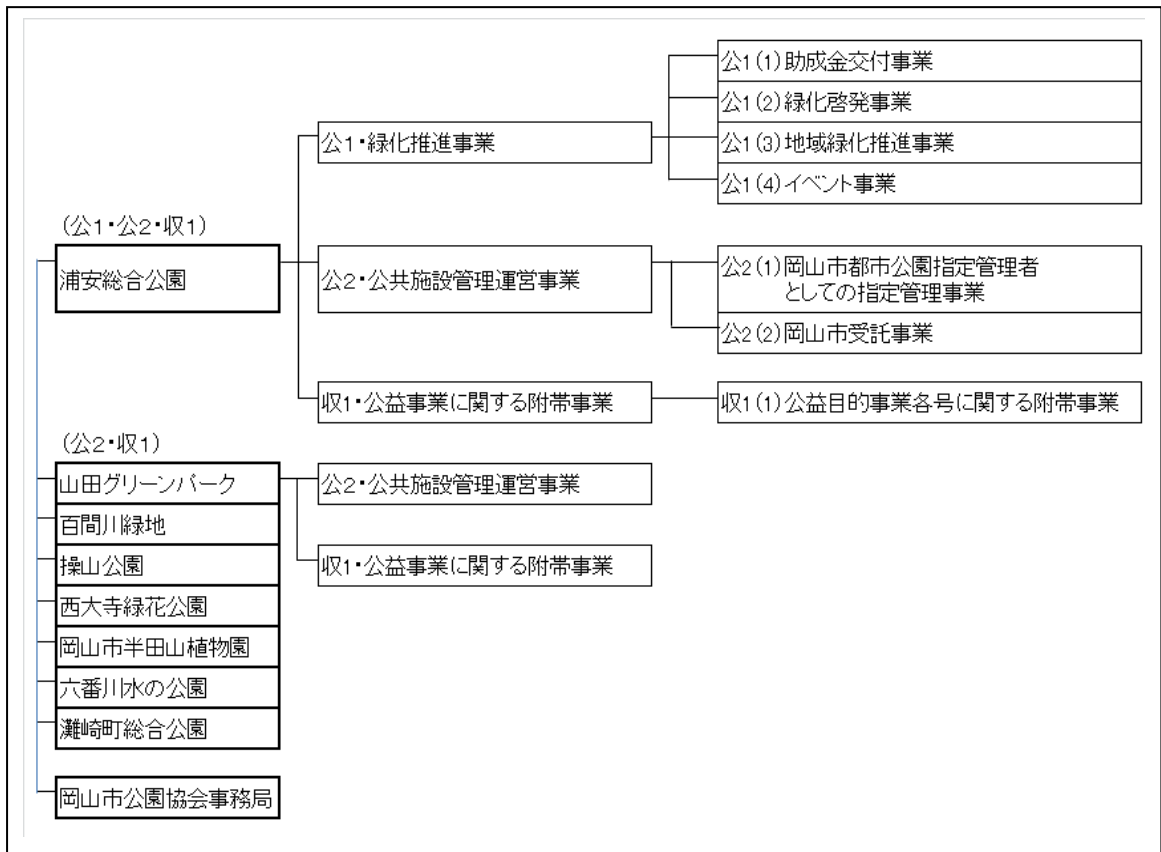 公1(1)助成金交付事業
公1(2)緑化啓発事業
公1・緑化推進事業
公1(3)地域緑化推進事業
公1(4)イベント事業
(公1・公2・収1)
浦安総合公園
公2・公共施設管理運営事業
公2(1)岡山市都市公園指定管理者
としての指定管理事業
公2(2)岡山市受託事業
収1・公益事業に関する附帯事業
収1(1)公益目的事業各号に関する附帯事業
(公2・収1)
山田グリーンパーク
公2・公共施設管理運営事業
百間川緑地
操山公園
収1・公益事業に関する附帯事業
西大寺緑花公園
岡山市半田山植物園
六番川水の公園
灘崎町総合公園
岡山市公園協会事務局